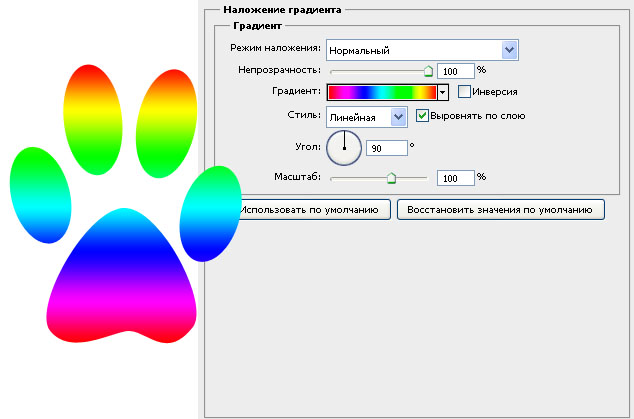 Наложение градиента
Градиент
Режим наложения: Нормальный
Непрозрачность: 100 %
Градиент: Инверсия
Стиль: Линейная Выровнять по слою
Угол: 90 °
Масштаб: 100 %
Использовать по умолчанию Восстановить значения по умолчанию